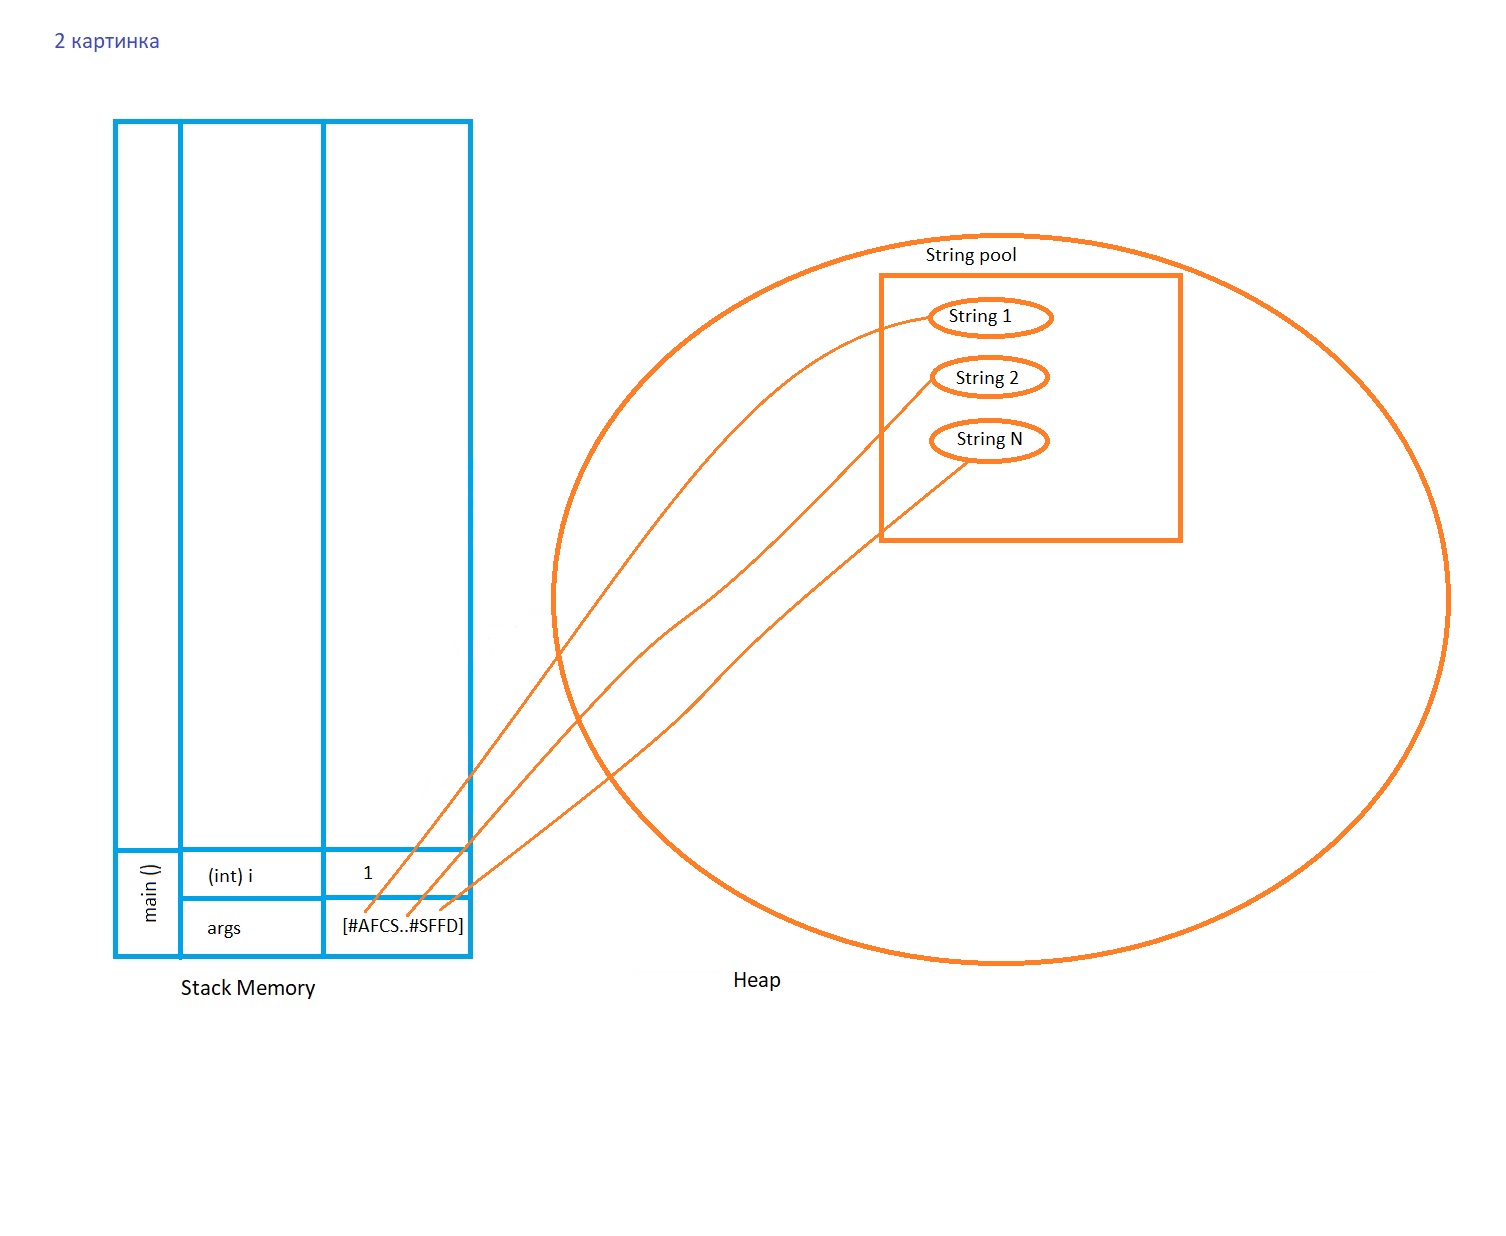 2 картинка
String pool
String 1
String 2
String N
main ()
(int) i
1
args
[#AFCS..#SFFD]
Stack Memory
Heap